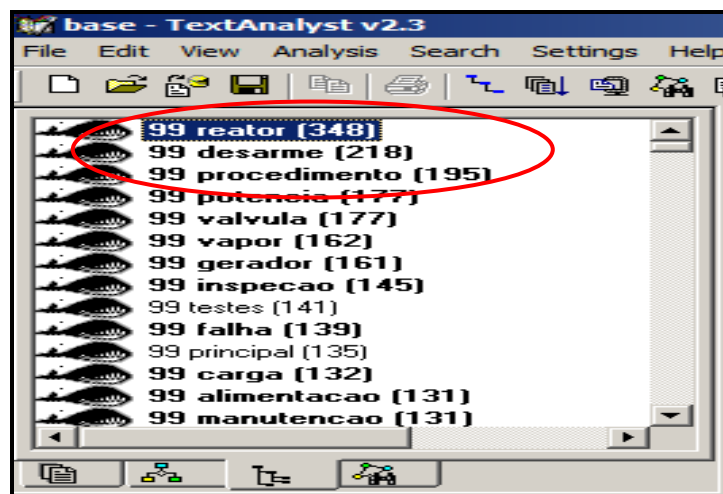 base - TextAnalyst v2.3
File Edit View Analysis Search Settings Help
99 reator (348)
99 desarme (218)
99 procedimento (195)
99 potencia (177)
99 valvula (177)
99 vapor (162)
99 gerador (161)
99 inspecao (145)
99 testes (141)
99 falha (139)
99 principal (135)
99 carga (132)
99 alimentacao (131)
99 manutencao (131)